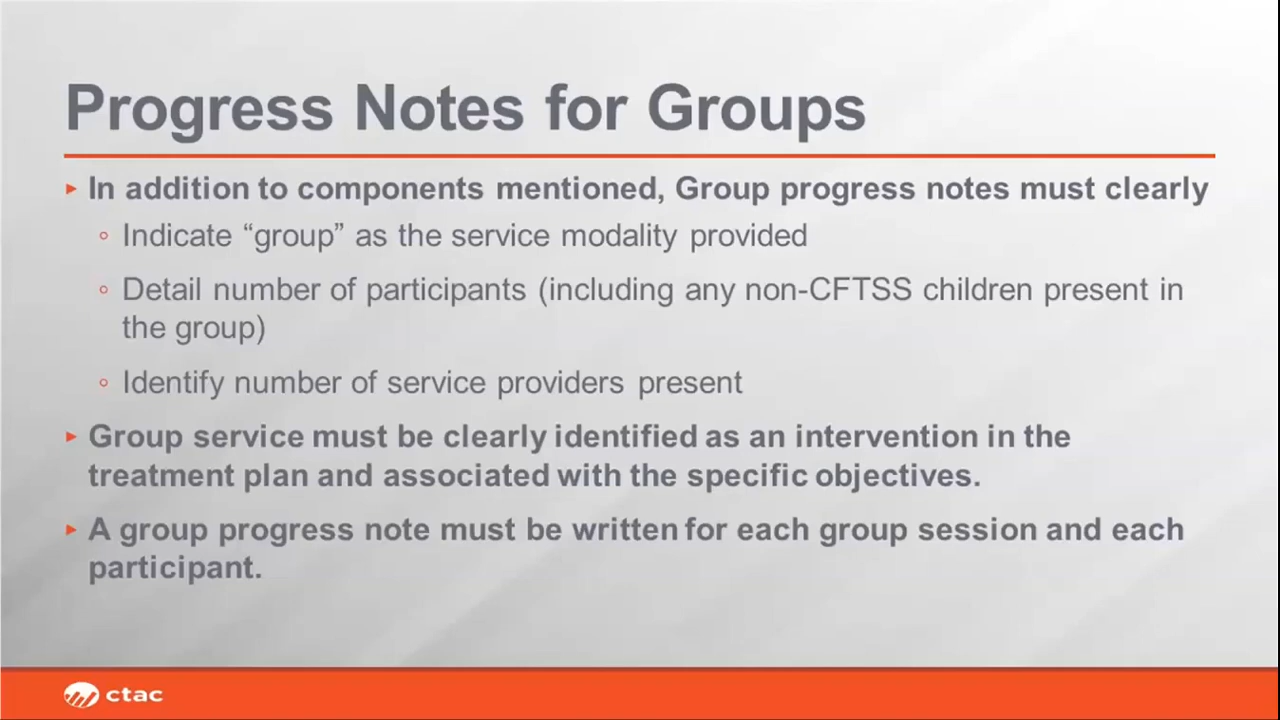 Progress Notes for Groups
▸ In addition to components mentioned, Group progress notes must clearly
◦ Indicate “group” as the service modality provided
◦ Detail number of participants (including any non-CFTSS children present in
the group)
◦ Identify number of service providers present
▸ Group service must be clearly identified as an intervention in the
treatment plan and associated with the specific objectives.
▸ A group progress note must be written for each group session and each
participant.
ctac